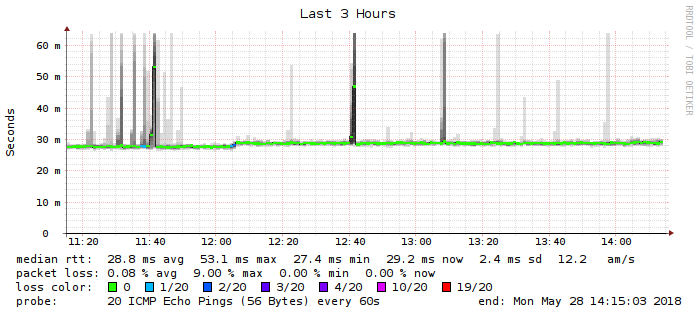 Last 3 Hours
RRDTOOL / TOBI OETIKER
Seconds
60 m
50 m
40 m
30 m
20 m
10 m
0
11:20 11:40 12:00 12:20 12:40 13:00 13:20 13:40 14:00
median rtt: 28.8 ms avg 53.1 ms max 27.4 ms min 29.2 ms now 2.4 ms sd 12.2 am/s
packet loss: 0.08 % avg 9.00 % max 0.00 % min 0.00 % now
loss color: 0 1/20 2/20 3/20 4/20 10/20 19/20
probe: 20 ICMP Echo Pings (56 Bytes) every 60s end: Mon May 28 14:15:03 2018